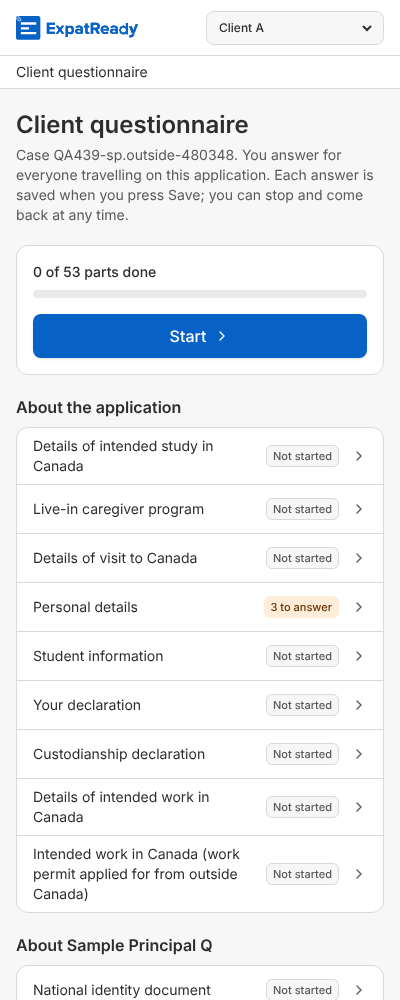 ExpatReady
Client A
Client questionnaire
Client questionnaire
Case QA439-sp.outside-480348. You answer for
everyone travelling on this application. Each answer is
saved when you press Save; you can stop and come
back at any time.
0 of 53 parts done
Start
About the application
Details of intended study in
Canada
Not started
Live-in caregiver program
Not started
Details of visit to Canada
Not started
Personal details
3 to answer
Student information
Not started
Your declaration
Not started
Custodianship declaration
Not started
Details of intended work in
Canada
Not started
Intended work in Canada (work
permit applied for from outside
Canada)
Not started
About Sample Principal Q
National identity document
Not started